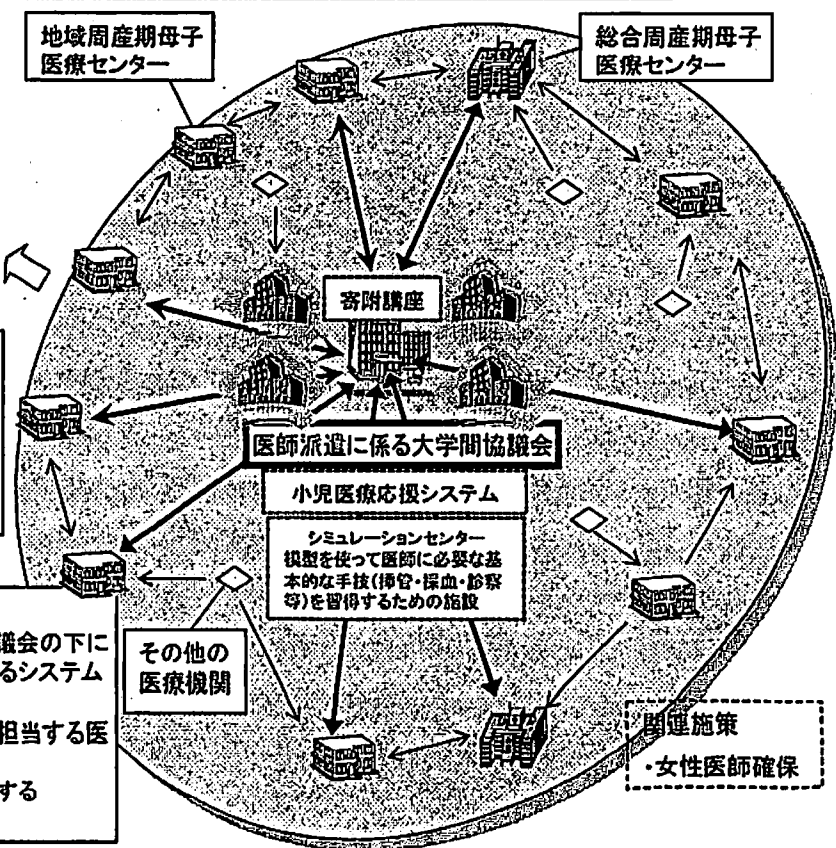 地域周産期母子
医療センター
総合周産期母子
医療センター
寄附講座
医師派遣に係る大学間協議会
小児医療応援システム
シミュレーションセンター
模型を使って医師に必要な基
本的な手技(挿管・採血・診察
等)を習得するための施設
議会の下に
るシステム
担当する医
する
その他の
医療機関
関連施策
・女性医師確保